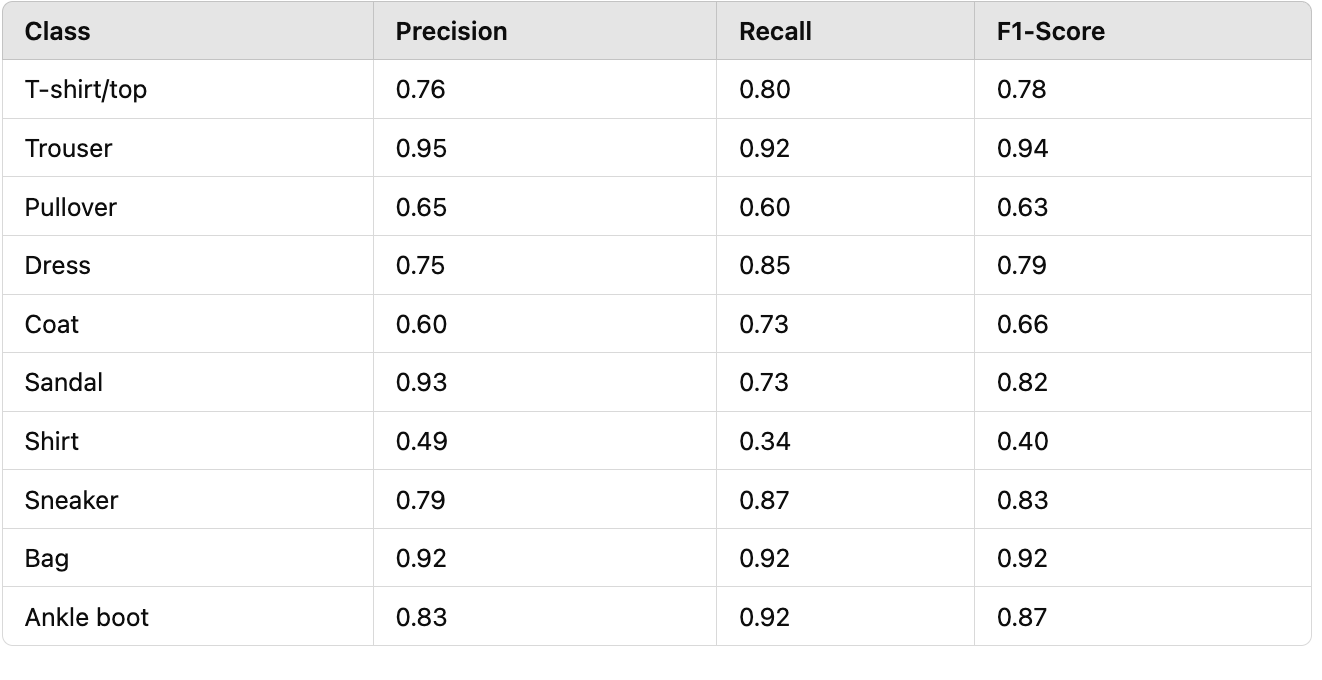 Class Precision Recall F1-Score
T-shirt/top 0.76 0.80 0.78
Trouser 0.95 0.92 0.94
Pullover 0.65 0.60 0.63
Dress 0.75 0.85 0.79
Coat 0.60 0.73 0.66
Sandal 0.93 0.73 0.82
Shirt 0.49 0.34 0.40
Sneaker 0.79 0.87 0.83
Bag 0.92 0.92 0.92
Ankle boot 0.83 0.92 0.87